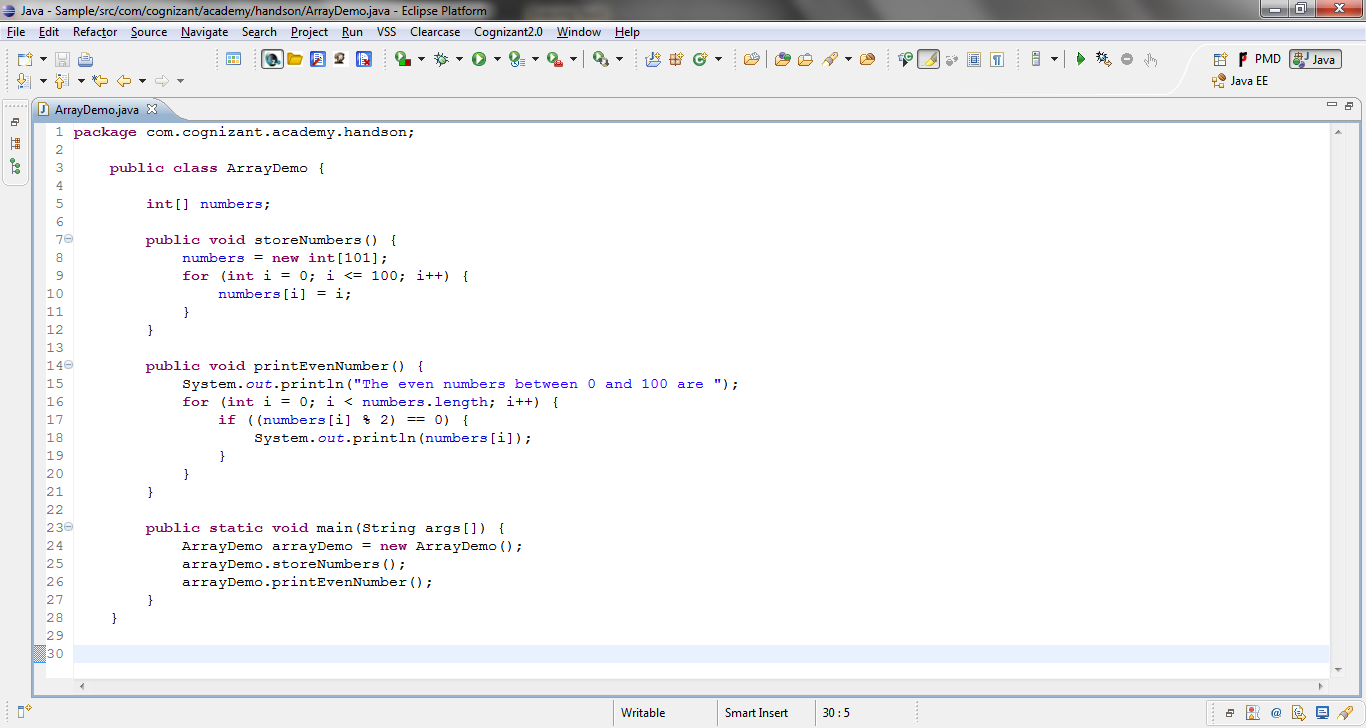 Java - Sample/src/com/cognizant/academy/handson/ArrayDemo.java - Eclipse Platform
File Edit Refactor Source Navigate Search Project Run VSS Clearcase Cognizant2.0 Window Help
PMD Java
Java EE
ArrayDemo.java
1 package com.cognizant.academy.handson;
2
3 public class ArrayDemo {
4
5 int[] numbers;
6
7 public void storeNumbers() {
8 numbers = new int[101];
9 for (int i = 0; i <= 100; i++) {
10 numbers[i] = i;
11 }
12 }
13
14 public void printEvenNumber() {
15 System.out.println("The even numbers between 0 and 100 are ");
16 for (int i = 0; i < numbers.length; i++) {
17 if ((numbers[i] % 2) == 0) {
18 System.out.println(numbers[i]);
19 }
20 }
21 }
22
23 public static void main(String args[]) {
24 ArrayDemo arrayDemo = new ArrayDemo();
25 arrayDemo.storeNumbers();
26 arrayDemo.printEvenNumber();
27 }
28 }
29
30
Writable Smart Insert 30 : 5